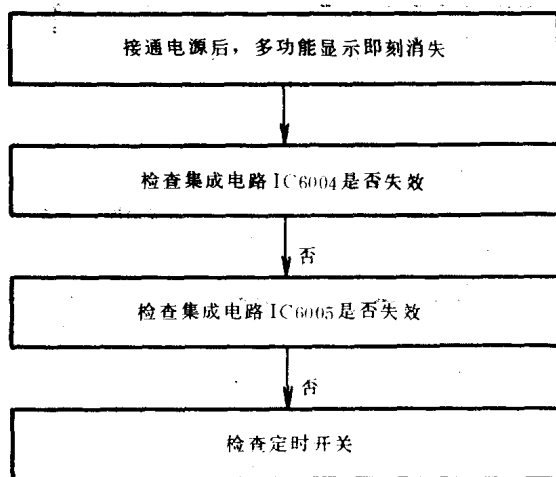 接通电源后，多功能显示即刻消失
检查集成电路IC6004是否失效
否
检查集成电路IC6005是否失效
否
检查定时开关